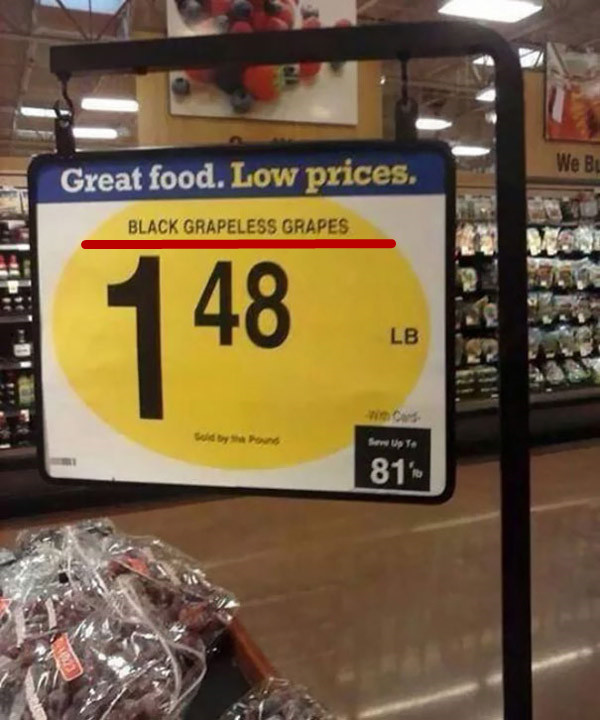 We Bu
Great food. Low prices.
BLACK GRAPELESS GRAPES
1 48
LB
-With Card-
Sold by the Pound
Save Up To
81¢ lb